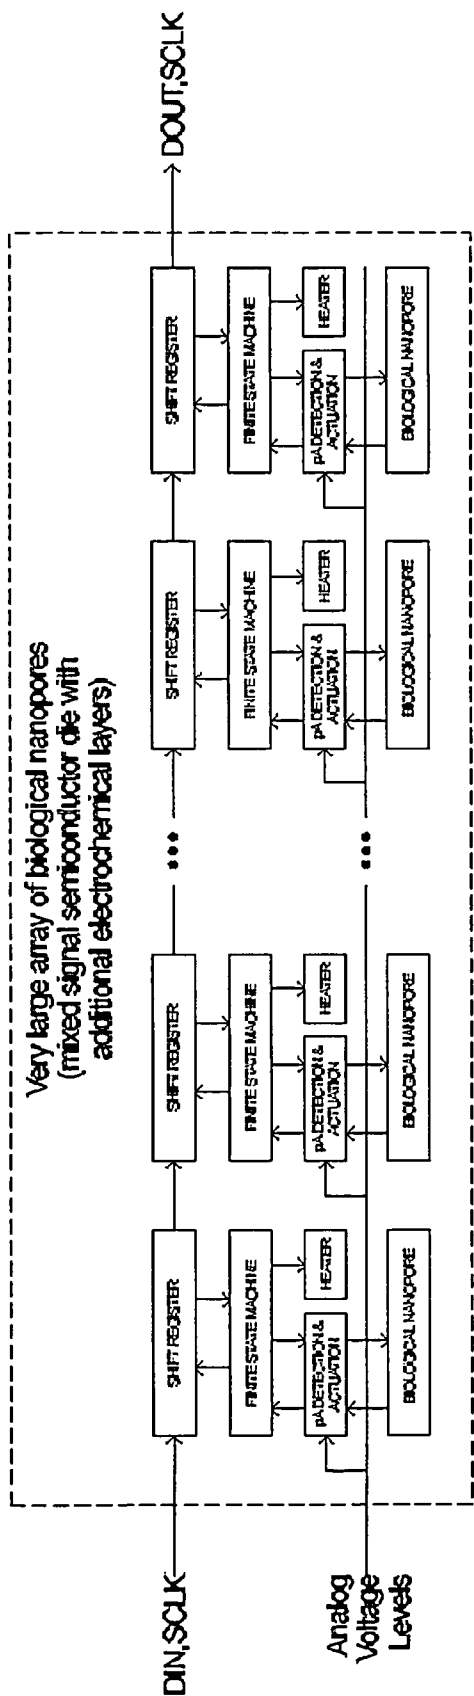 Very large array of biological nanopores
(mixed signal semiconductor die with
additional electrochemical layers)
DIN,SCLK
DOUT,SCLK
SHIFT REGISTER
SHIFT REGISTER
•••
SHIFT REGISTER
SHIFT REGISTER
FINITE STATE MACHINE
FINITE STATE MACHINE
FINITE STATE MACHINE
FINITE STATE MACHINE
pA DETECTION &
ACTUATION
HEATER
pA DETECTION &
ACTUATION
HEATER
pA DETECTION &
ACTUATION
HEATER
pA DETECTION &
ACTUATION
HEATER
Analog
Voltage
Levels
•••
BIOLOGICAL NANOPORE
BIOLOGICAL NANOPORE
BIOLOGICAL NANOPORE
BIOLOGICAL NANOPORE